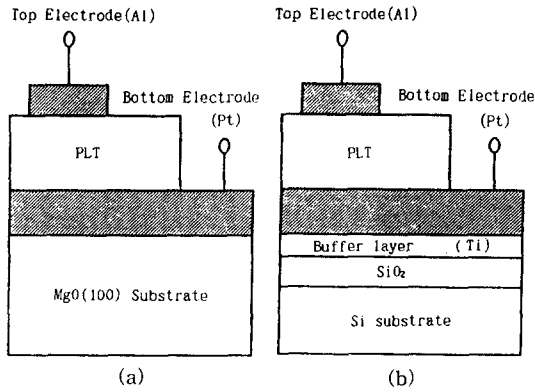 Top Electrode(Al)
Bottom Electrode
(Pt)
PLT
MgO(100) Substrate
(a)
Top Electrode(Al)
Bottom Electrode
(Pt)
PLT
Buffer layer (Ti)
SiO₂
Si substrate
(b)